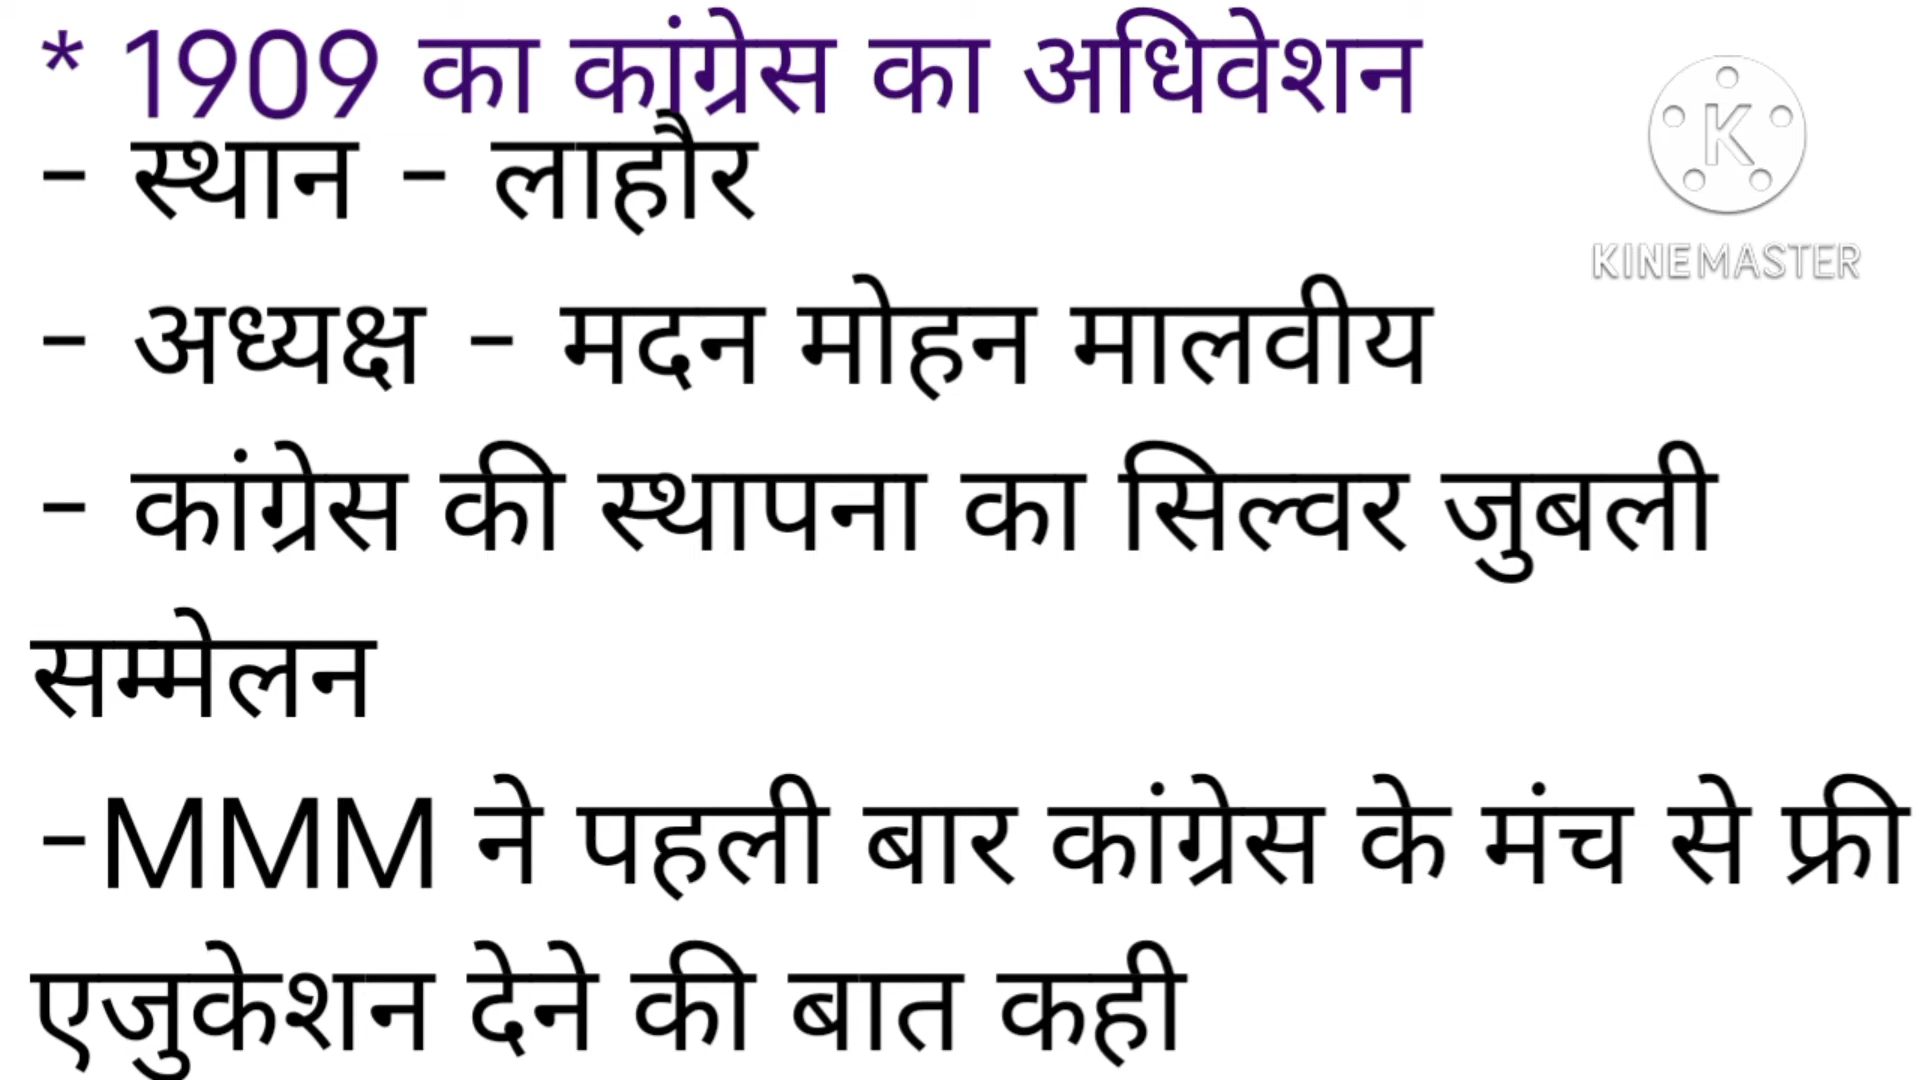 * 1909 का कांग्रेस का अधिवेशन
- स्थान - लाहौर
- अध्यक्ष - मदन मोहन मालवीय
- कांग्रेस की स्थापना का सिल्वर जुबली
सम्मेलन
-MMM ने पहली बार कांग्रेस के मंच से फ्री
एजुकेशन देने की बात कही
K
KINEMASTER